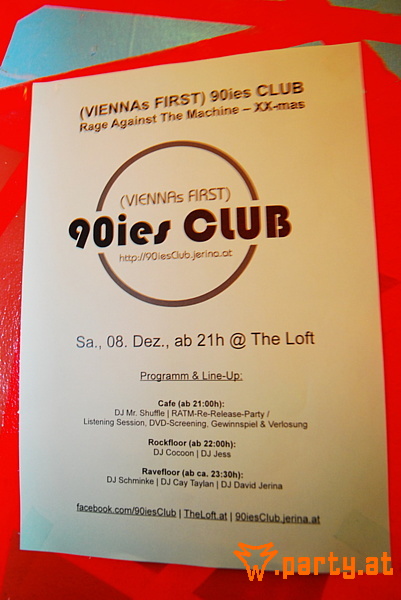 (VIENNAs FIRST) 90ies CLUB
Rage Against The Machine – XX-mas
(VIENNAs FIRST)
90ies CLUB
http://90iesClub.jerina.at
Sa., 08. Dez., ab 21h @ The Loft
Programm & Line-Up:
Cafe (ab 21:00h):
DJ Mr. Shuffle | RATM-Re-Release-Party /
Listening Session, DVD-Screening, Gewinnspiel & Verlosung
Rockfloor (ab 22:00h):
DJ Cocoon | DJ Jess
Ravefloor (ab ca. 23:30h):
DJ Schminke | DJ Cay Taylan | DJ David Jerina
facebook.com/90iesClub | TheLoft.at | 90iesClub.jerina.at
party.at